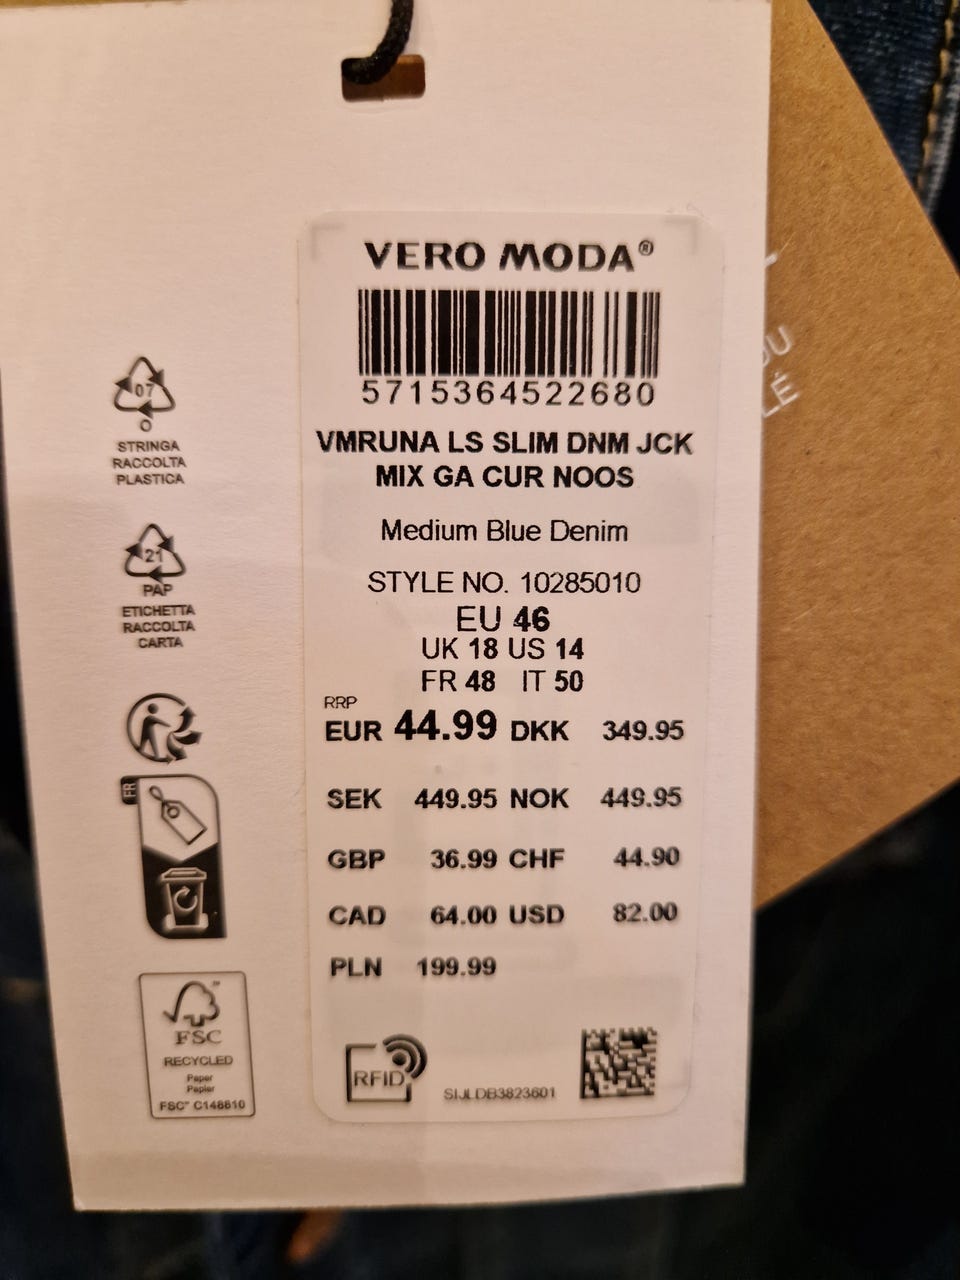 VERO MODA®
5715364522680
VMRUNA LS SLIM DNM JCK
MIX GA CUR NOOS
Medium Blue Denim
STYLE NO. 10285010
EU 46
UK 18 US 14
FR 48 IT 50
RRP
EUR 44.99 DKK 349.95
SEK 449.95 NOK 449.95
GBP 36.99 CHF 44.90
CAD 64.00 USD 82.00
PLN 199.99
RFID
SIJLDB3823601
07
O
STRINGA
RACCOLTA
PLASTICA
21
PAP
ETICHETTA
RACCOLTA
CARTA
FR
FSC
RECYCLED
Paper
Papier
FSC® C148810
DU
LÉ